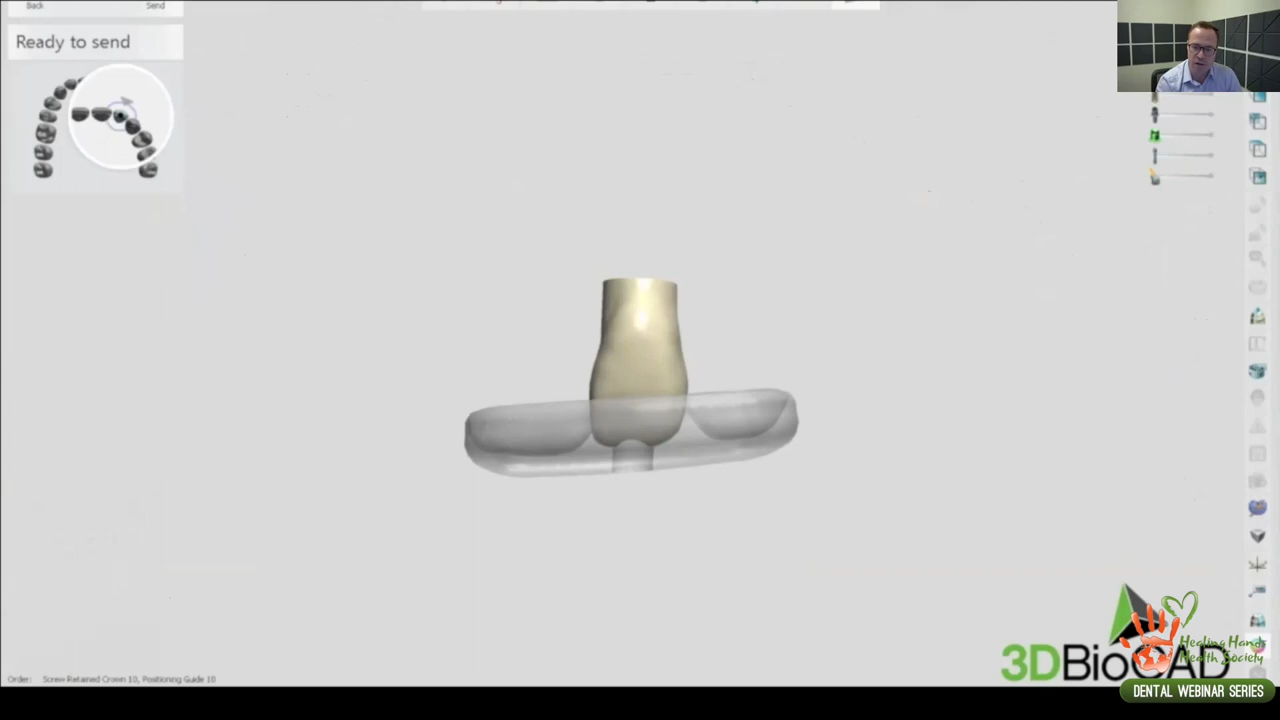 Back Send
Ready to send
Order: Screw Retained Crown 10, Positioning Guide 10
3DBioCAD
Healing Hands
Health Society
DENTAL WEBINAR SERIES